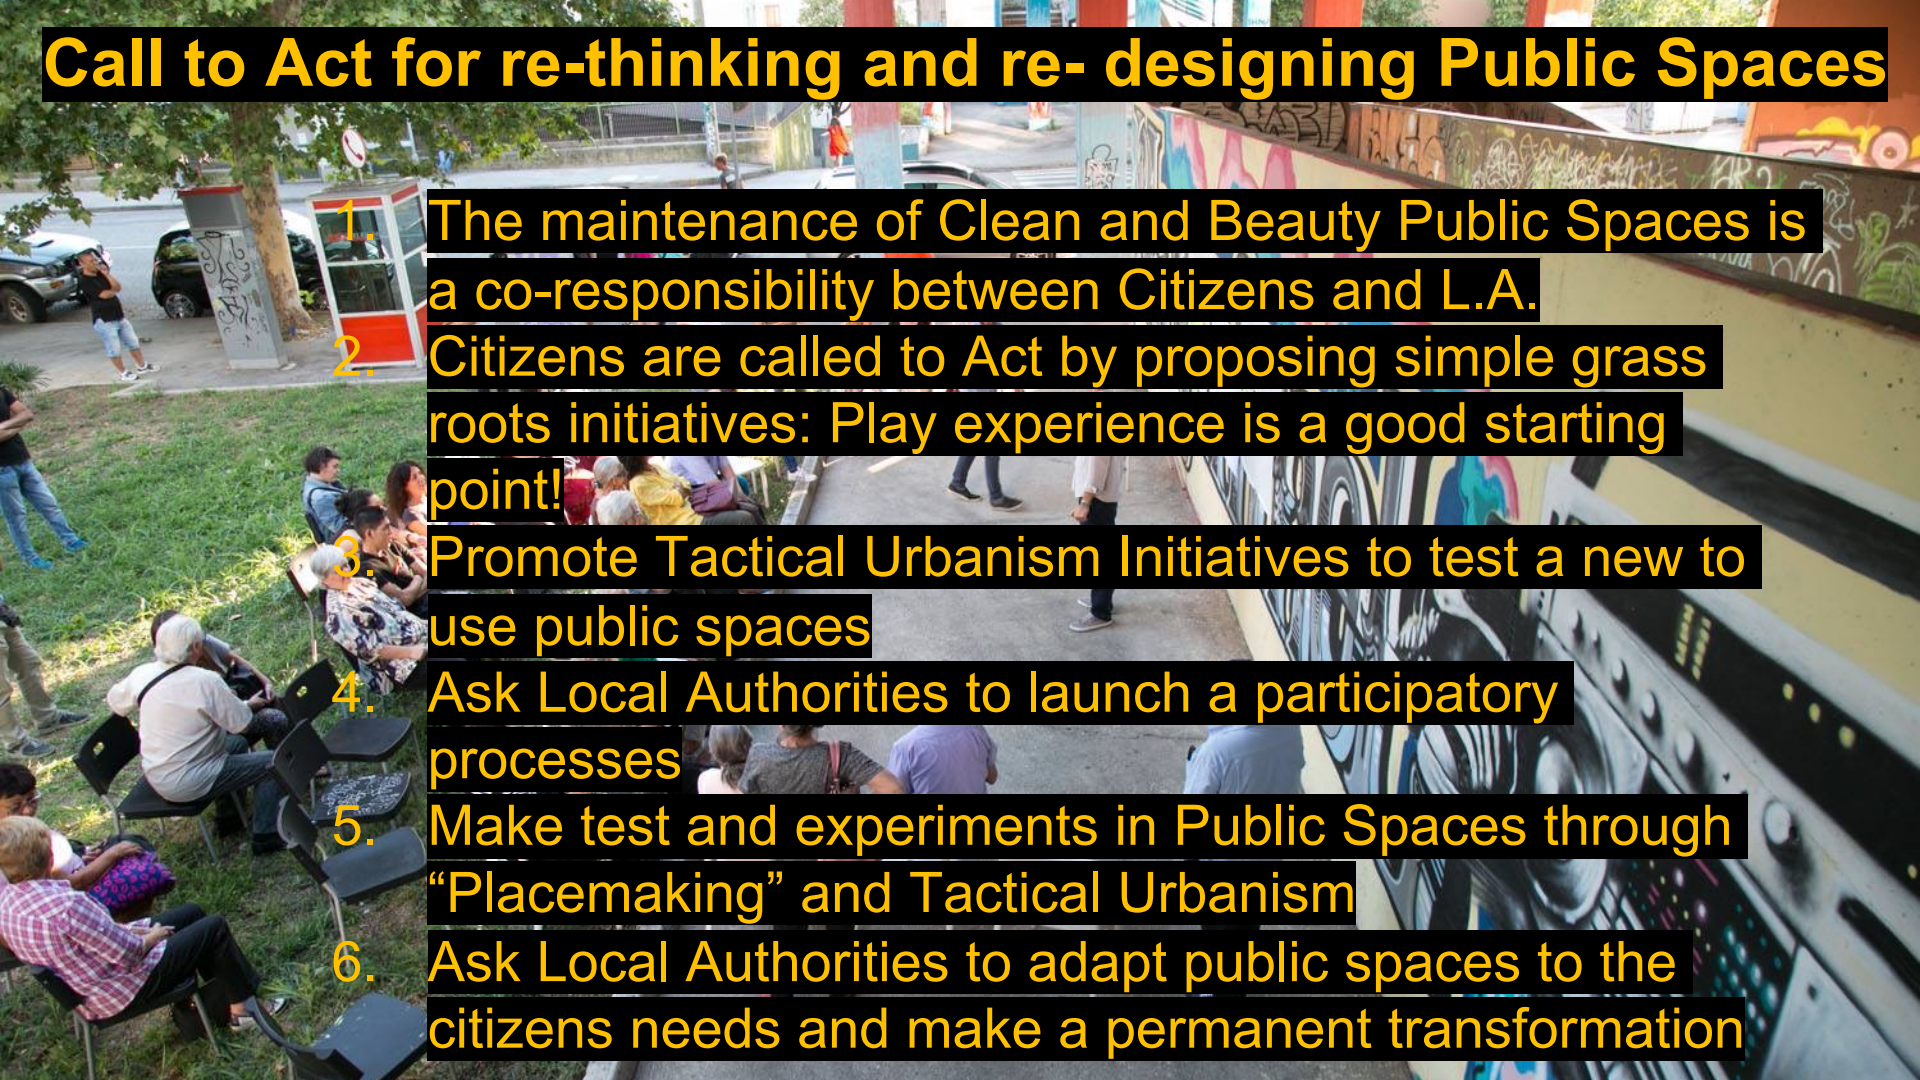 Call to Act for re-thinking and re- designing Public Spaces
1. The maintenance of Clean and Beauty Public Spaces is
a co-responsibility between Citizens and L.A.
2. Citizens are called to Act by proposing simple grass
roots initiatives: Play experience is a good starting
point!
3. Promote Tactical Urbanism Initiatives to test a new to
use public spaces
4. Ask Local Authorities to launch a participatory
processes
5. Make test and experiments in Public Spaces through
“Placemaking” and Tactical Urbanism
6. Ask Local Authorities to adapt public spaces to the
citizens needs and make a permanent transformation